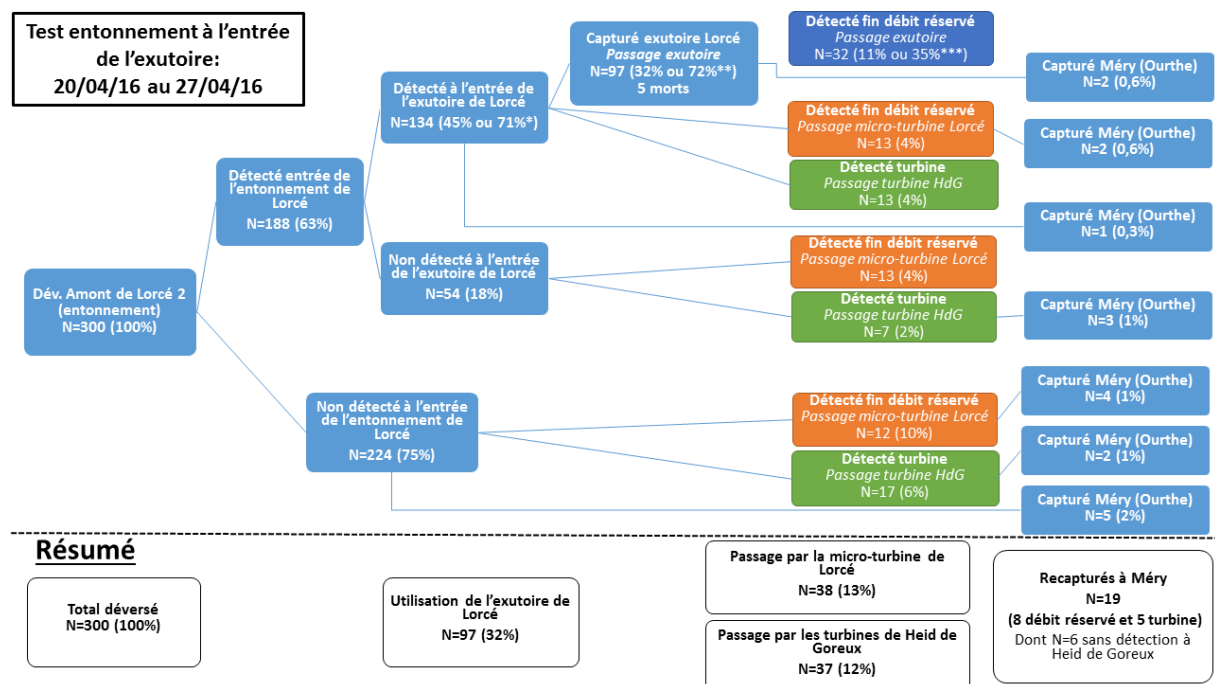 Test entonnement à l'entrée
de l'exutoire:
20/04/16 au 27/04/16
Dév. Amont de Lorcé 2
(entonnement)
N=300 (100%)
Détecté entrée de
l'entonnement de
Lorcé
N=188 (63%)
Non détecté à l'entrée
de l'entonnement de
Lorcé
N=224 (75%)
Détecté à l'entrée de
l'exutoire de Lorcé
N=134 (45% ou 71%*)
Non détecté à l'entrée
de l'exutoire de Lorcé
N=54 (18%)
Capturé exutoire Lorcé
Passage exutoire
N=97 (32% ou 72%**)
5 morts
Détecté fin débit réservé
Passage exutoire
N=32 (11% ou 35%***)
Détecté fin débit réservé
Passage micro-turbine Lorcé
N=13 (4%)
Détecté turbine
Passage turbine HdG
N=13 (4%)
Détecté fin débit réservé
Passage micro-turbine Lorcé
N=13 (4%)
Détecté turbine
Passage turbine HdG
N=7 (2%)
Détecté fin débit réservé
Passage micro-turbine Lorcé
N=12 (10%)
Détecté turbine
Passage turbine HdG
N=17 (6%)
Capturé Méry (Ourthe)
N=2 (0,6%)
Capturé Méry (Ourthe)
N=2 (0,6%)
Capturé Méry (Ourthe)
N=1 (0,3%)
Capturé Méry (Ourthe)
N=3 (1%)
Capturé Méry (Ourthe)
N=4 (1%)
Capturé Méry (Ourthe)
N=2 (1%)
Capturé Méry (Ourthe)
N=5 (2%)
Résumé
Total déversé
N=300 (100%)
Utilisation de l'exutoire de
Lorcé
N=97 (32%)
Passage par la micro-turbine de
Lorcé
N=38 (13%)
Passage par les turbines de Heid de
Goreux
N=37 (12%)
Recapturés à Méry
N=19
(8 débit réservé et 5 turbine)
Dont N=6 sans détection à
Heid de Goreux